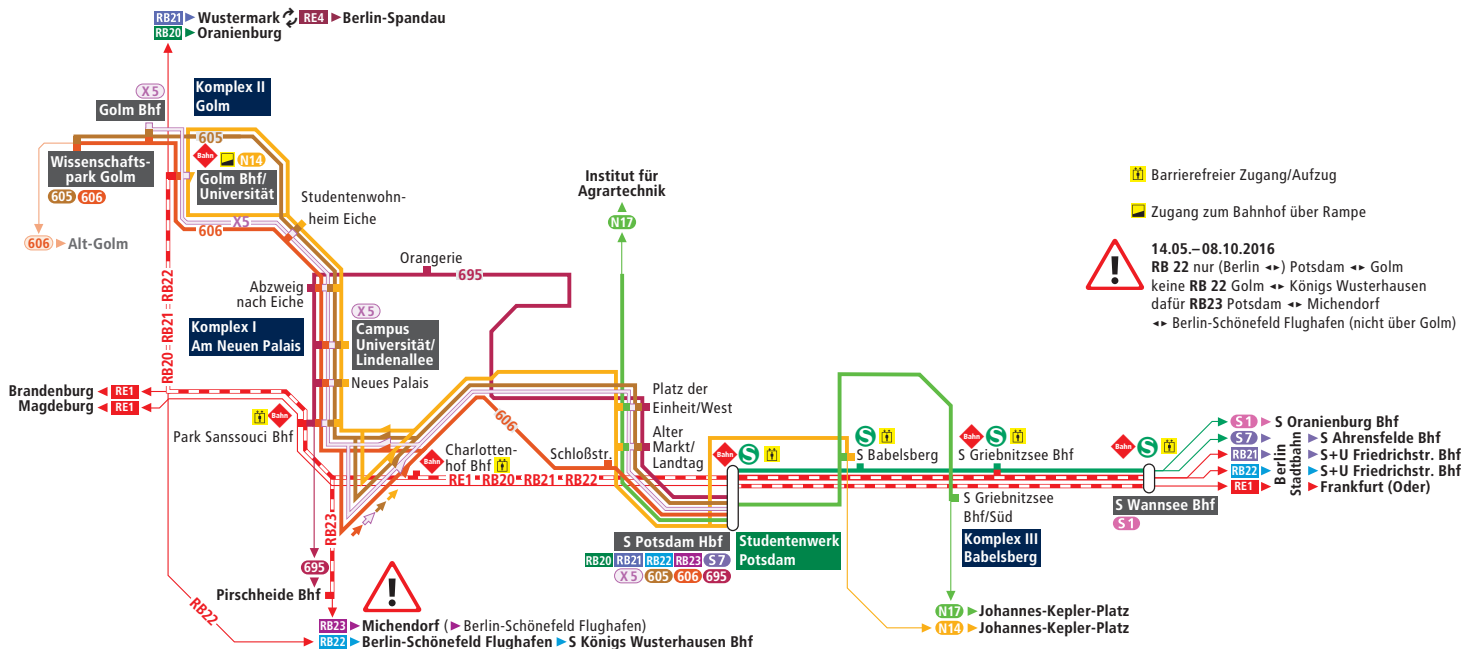 RB21 Wustermark RE4 Berlin-Spandau
RB20 Oranienburg
X5
Golm Bhf
Komplex II
Golm
605
Bahn
N14
Wissenschafts-
park Golm
605 606
Golm Bhf/
Universität
X5
606
Studentenwohn-
heim Eiche
606 Alt-Golm
RB20 = RB21 = RB22
Orangerie
695
Abzweig
nach Eiche
X5
Komplex I
Am Neuen Palais
Campus
Universität/
Lindenallee
Neues Palais
Brandenburg RE1
Magdeburg RE1
Bahn
Park Sanssouci Bhf
Institut für
Agrartechnik
N17
Barrierefreier Zugang/Aufzug
Zugang zum Bahnhof über Rampe
!
14.05.–08.10.2016
RB 22 nur (Berlin ◄►) Potsdam ◄► Golm
keine RB 22 Golm ◄► Königs Wusterhausen
dafür RB23 Potsdam ◄► Michendorf
◄► Berlin-Schönefeld Flughafen (nicht über Golm)
Platz der
Einheit/West
606
Alter
Markt/
Landtag
Schloßstr.
Bahn
Charlotten-
hof Bhf
RE1 RB20 RB21 RB22
Bahn S
S
S Babelsberg
Bahn S
S Griebnitzsee Bhf
Bahn S
S Wannsee Bhf
S1
S1 S Oranienburg Bhf
S7 S Ahrensfelde Bhf
RB21 S+U Friedrichstr. Bhf
RB22 S+U Friedrichstr. Bhf
RE1 Frankfurt (Oder)
Berlin
Stadtbahn
RB23
S Griebnitzsee
Bhf/Süd
Komplex III
Babelsberg
S Potsdam Hbf
RB20 RB21 RB22 RB23 S7
X5 605 606 695
Studentenwerk
Potsdam
695
Pirschheide Bhf
!
RB22
RB23 Michendorf ( Berlin-Schönefeld Flughafen)
RB22 Berlin-Schönefeld Flughafen S Königs Wusterhausen Bhf
N17 Johannes-Kepler-Platz
N14 Johannes-Kepler-Platz